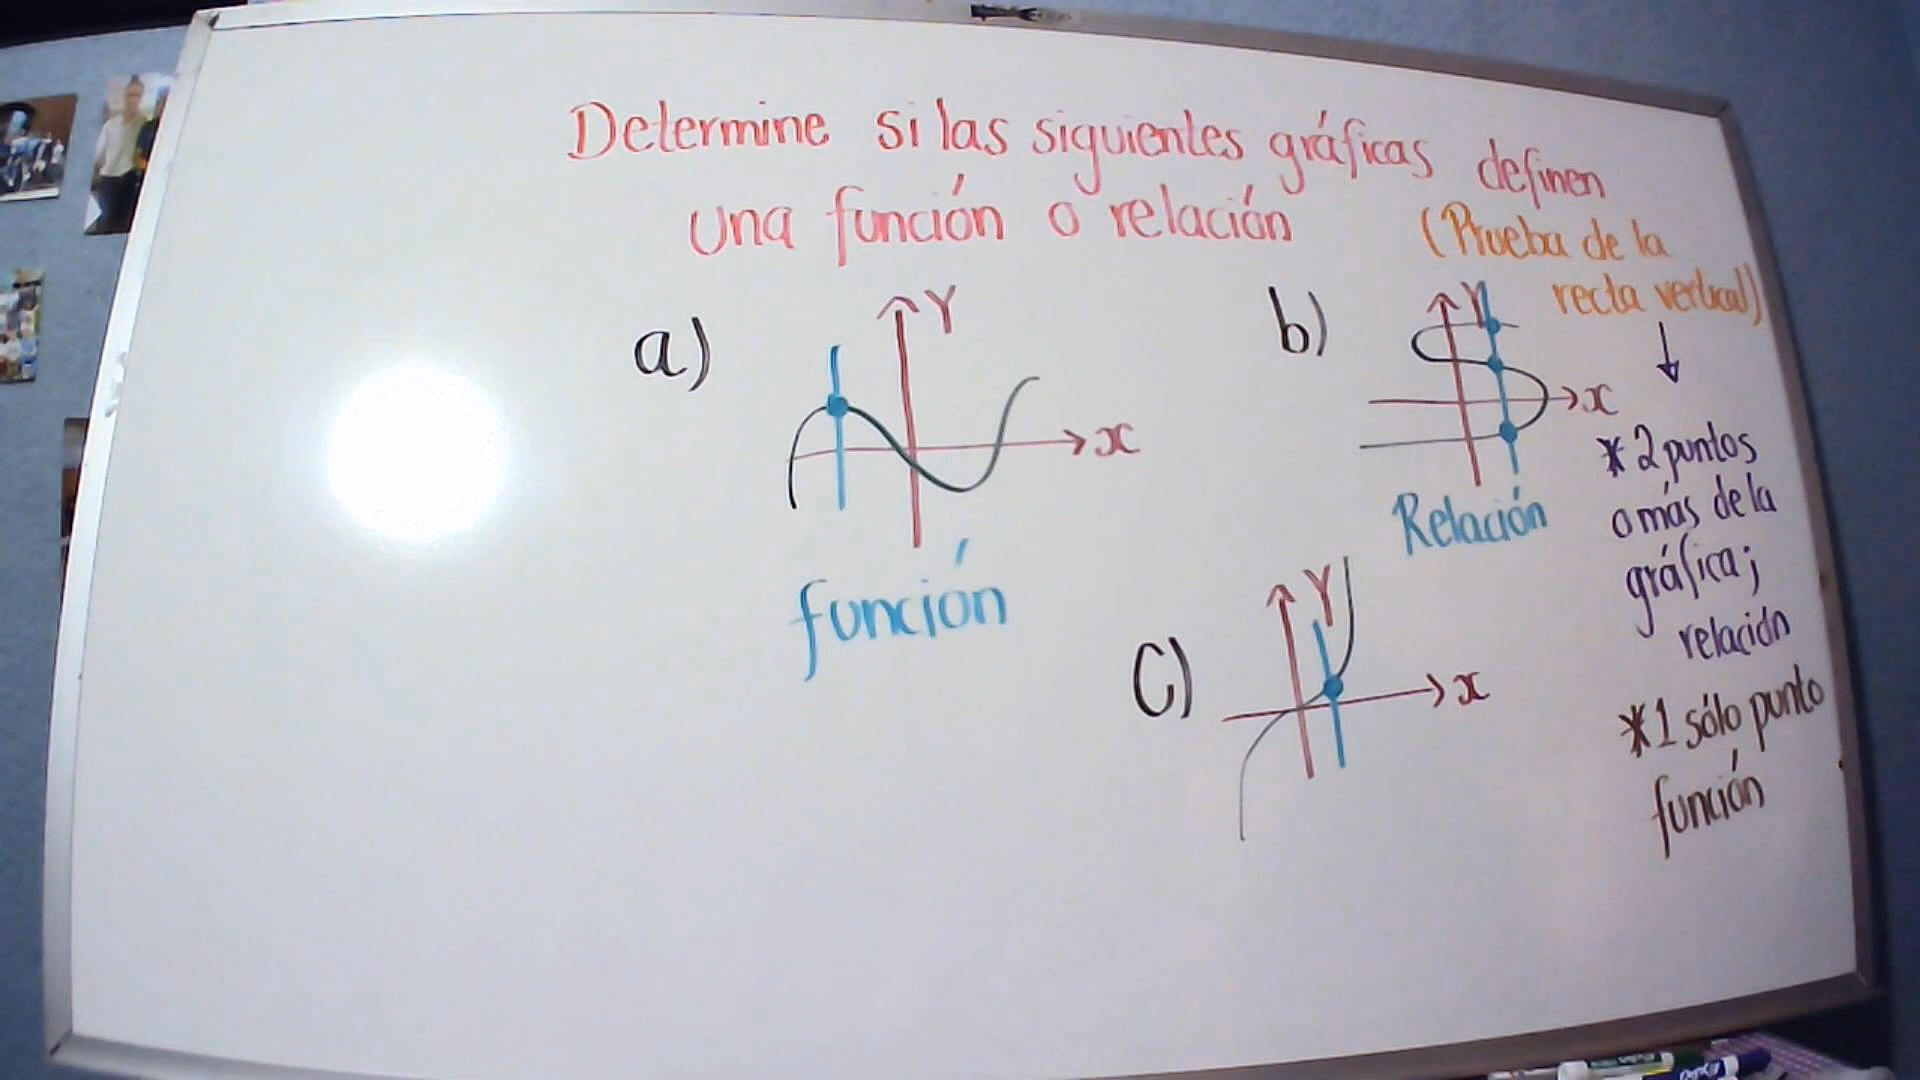 Determine si las siguientes gráficas definen
una función o relación
(Prueba de la
recta vertical)
a)
Y
x
función
b)
Y
x
Relación
* 2 puntos
o más de la
gráfica;
relación
* 1 sólo punto
función
C)
Y
x